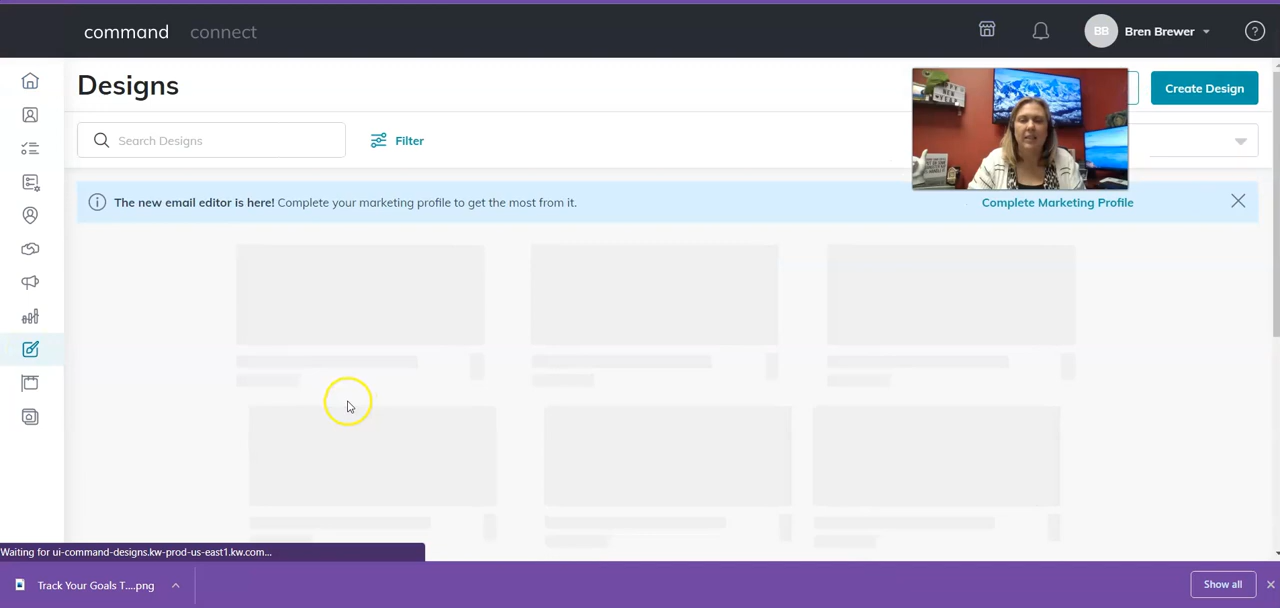 command connect
BB Bren Brewer
Designs
Create Design
Search Designs
Filter
The new email editor is here! Complete your marketing profile to get the most from it.
Complete Marketing Profile
Waiting for ui-command-designs.kw-prod-us-east1.kw.com...
Track Your Goals T....png
Show all